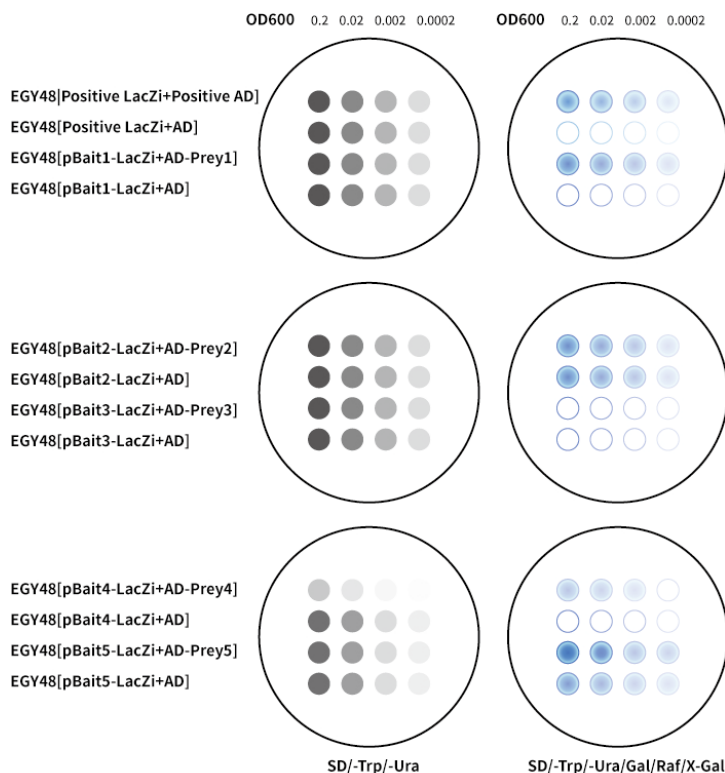 OD600 0.2 0.02 0.002 0.0002 OD600 0.2 0.02 0.002 0.0002
EGY48|Positive LacZi+Positive AD]
EGY48[Positive LacZi+AD]
EGY48[pBait1-LacZi+AD-Prey1]
EGY48[pBait1-LacZi+AD]
EGY48[pBait2-LacZi+AD-Prey2]
EGY48[pBait2-LacZi+AD]
EGY48[pBait3-LacZi+AD-Prey3]
EGY48[pBait3-LacZi+AD]
EGY48[pBait4-LacZi+AD-Prey4]
EGY48[pBait4-LacZi+AD]
EGY48[pBait5-LacZi+AD-Prey5]
EGY48[pBait5-LacZi+AD]
SD/-Trp/-Ura SD/-Trp/-Ura/Gal/Raf/X-Gal